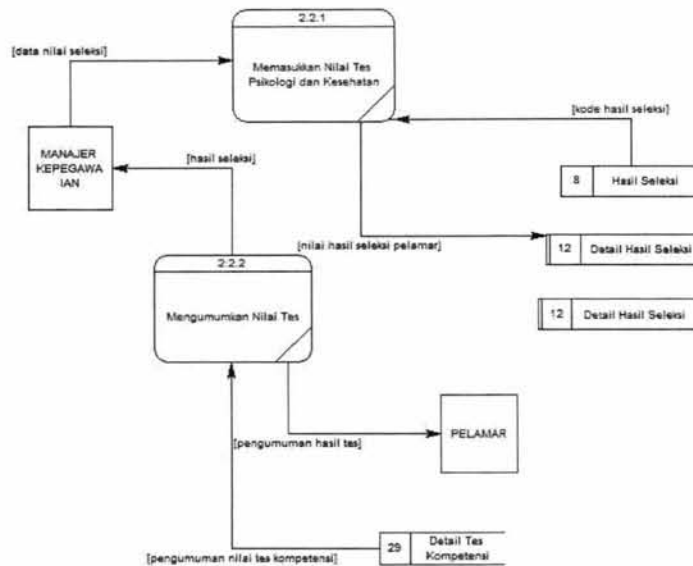 2.2.1
[data nilai seleksi]
Memasukkan Nilai Tes
Psikologi dan Kesehatan
[kode hasil seleksi]
MANAJER
KEPEGAWA
IAN
[hasil seleksi]
8 Hasil Seleksi
[nilai hasil seleksi pelamar]
12 Detail Hasil Seleksi
2.2.2
Mengumumkan Nilai Tes
12 Detail Hasil Seleksi
PELAMAR
[pengumuman hasil tes]
29 Detail Tes
Kompetensi
[pengumuman nilai tes kompetensi]